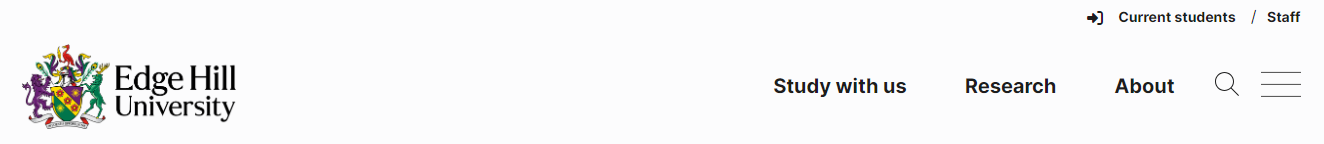 Current students / Staff
Edge Hill
University
Study with us Research About